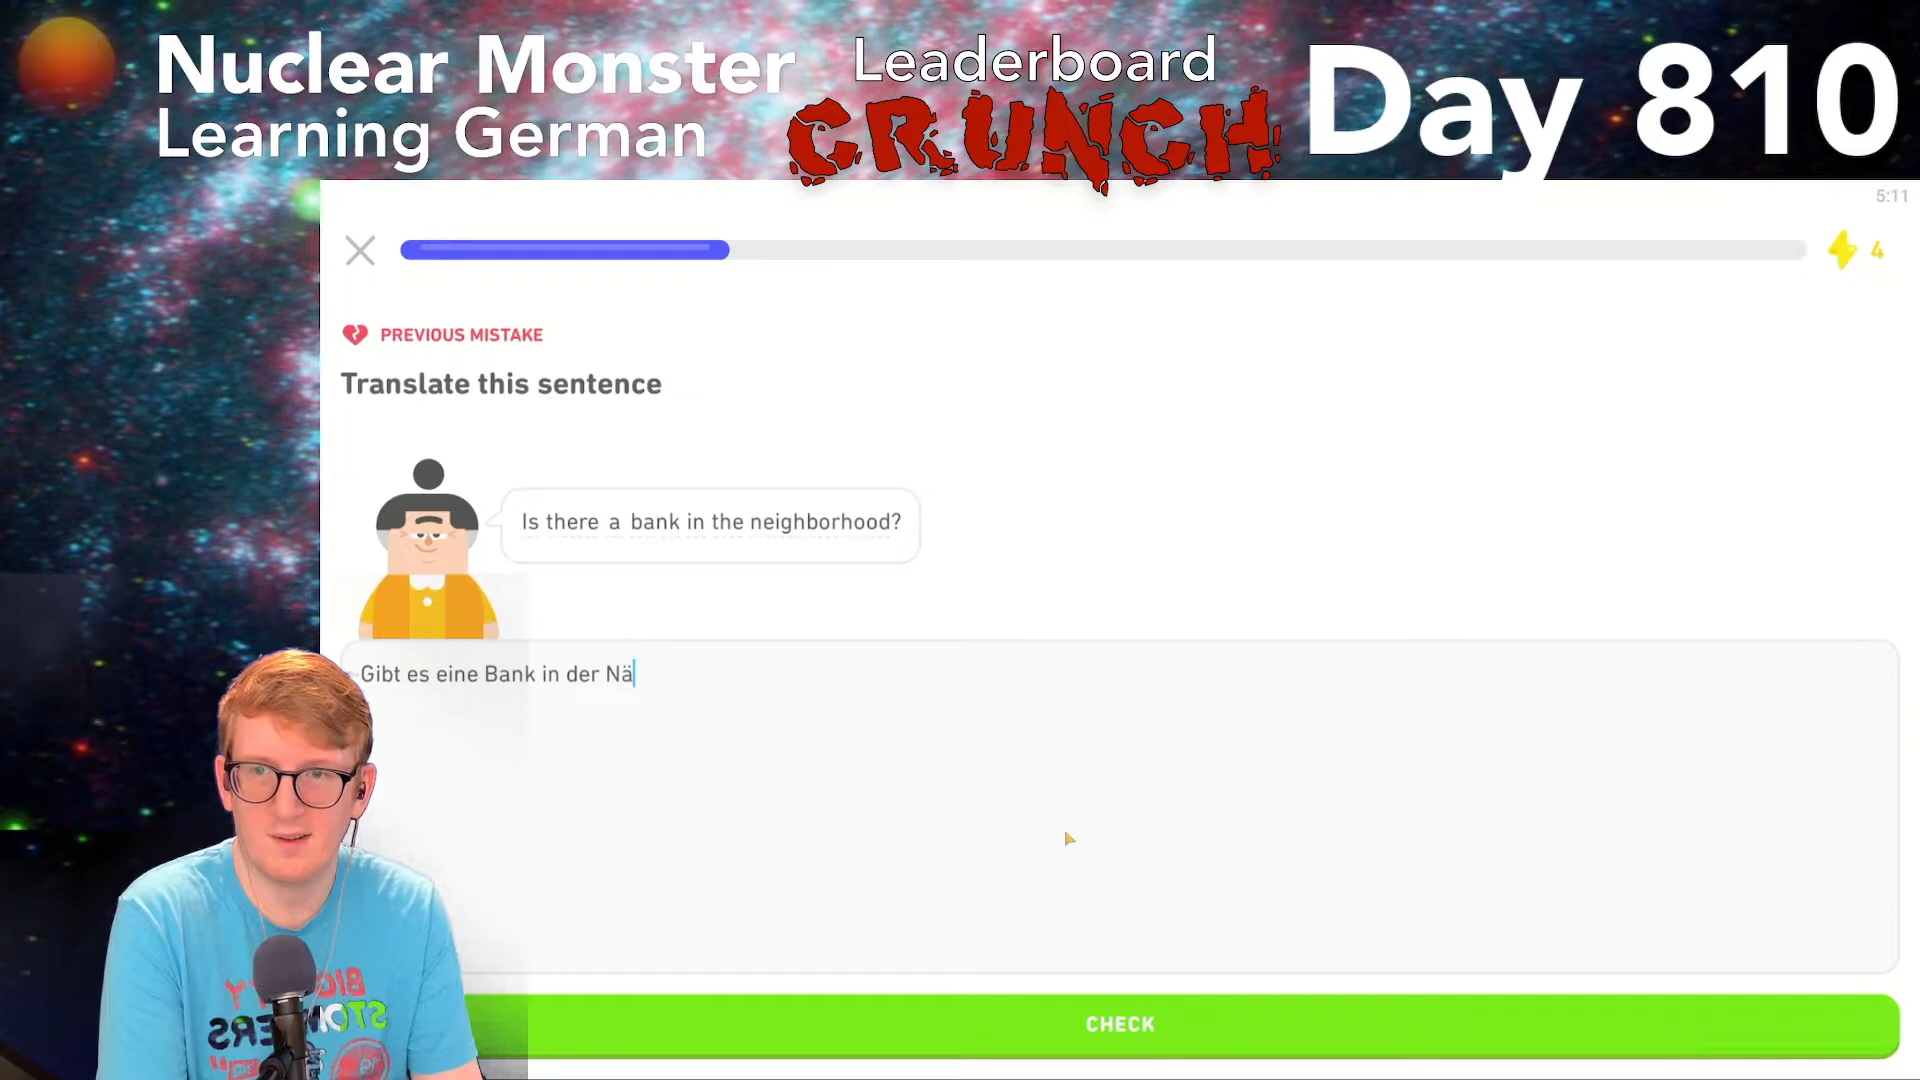 Nuclear Monster
Learning German
Leaderboard
CRUNCH
Day 810
5:11
4
PREVIOUS MISTAKE
Translate this sentence
Is there a bank in the neighborhood?
Gibt es eine Bank in der Nä
CHECK